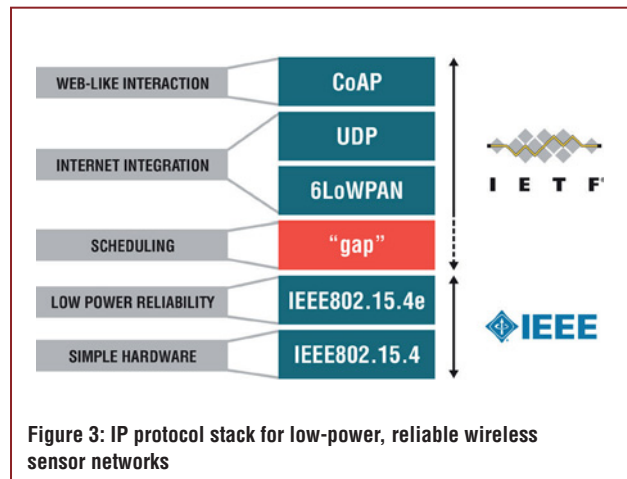 WEB-LIKE INTERACTION
CoAP
INTERNET INTEGRATION
UDP
6LoWPAN
SCHEDULING
“gap”
LOW POWER RELIABILITY
IEEE802.15.4e
SIMPLE HARDWARE
IEEE802.15.4
I E T F®
IEEE
Figure 3: IP protocol stack for low-power, reliable wireless
sensor networks